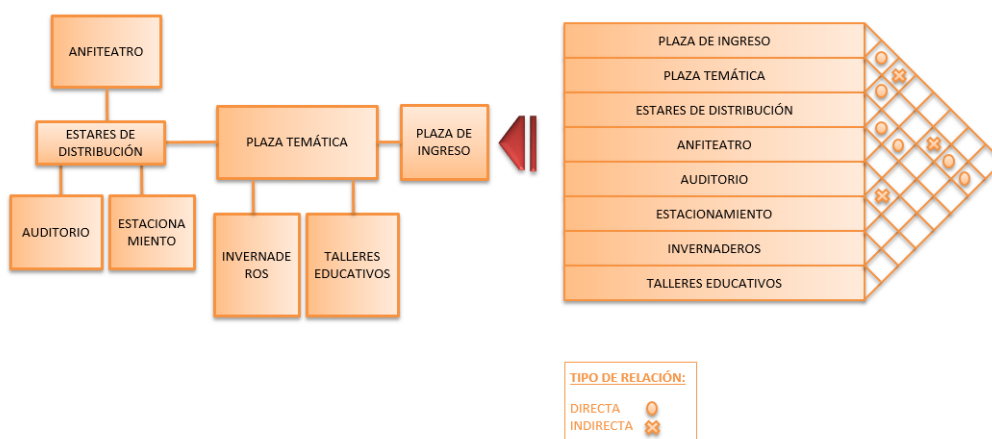 ANFITEATRO
ESTARES DE
DISTRIBUCIÓN
PLAZA TEMÁTICA
PLAZA DE
INGRESO
AUDITORIO
ESTACIONA
MIENTO
INVERNADE
ROS
TALLERES
EDUCATIVOS
PLAZA DE INGRESO
PLAZA TEMÁTICA
ESTARES DE DISTRIBUCIÓN
ANFITEATRO
AUDITORIO
ESTACIONAMIENTO
INVERNADEROS
TALLERES EDUCATIVOS
TIPO DE RELACIÓN:
DIRECTA
INDIRECTA